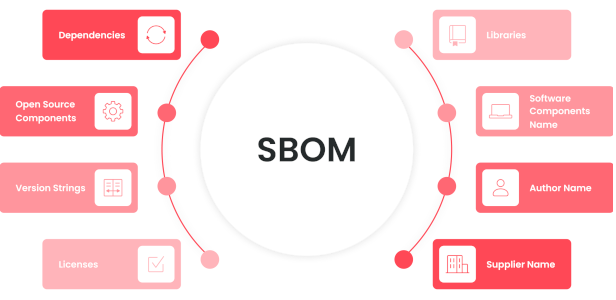 Dependencies
Open Source
Components
Version Strings
Licenses
SBOM
Libraries
Software
Components
Name
Author Name
Supplier Name